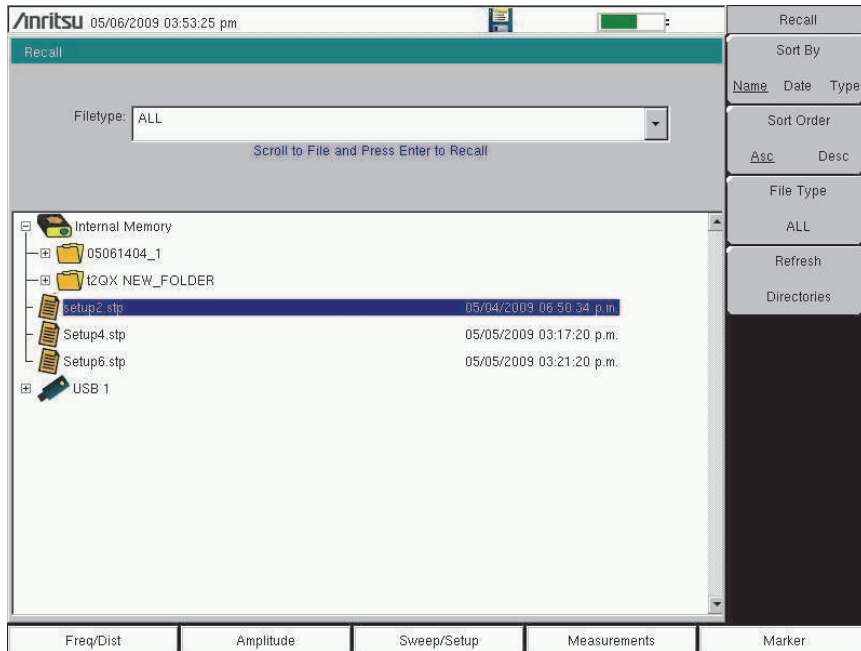 Anritsu 05/06/2009 03:53:25 pm
Recall
Filetype: ALL
Scroll to File and Press Enter to Recall
Internal Memory
05061404_1
t2QX NEW_FOLDER
setup2.stp 05/04/2009 06:50:34 p.m.
Setup4.stp 05/05/2009 03:17:20 p.m.
Setup6.stp 05/05/2009 03:21:20 p.m.
USB 1
Recall
Sort By
Name Date Type
Sort Order
Asc Desc
File Type
ALL
Refresh
Directories
Freq/Dist Amplitude Sweep/Setup Measurements Marker